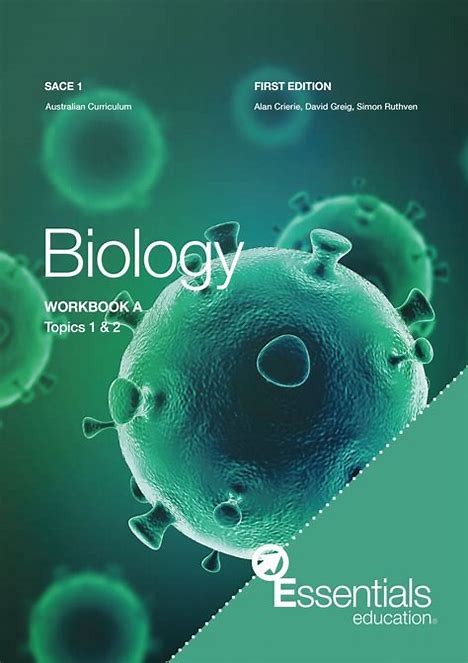 SACE 1
FIRST EDITION
Australian Curriculum
Alan Crierie, David Greig, Simon Ruthven
Biology
WORKBOOK A
Topics 1 & 2
Essentials
education®